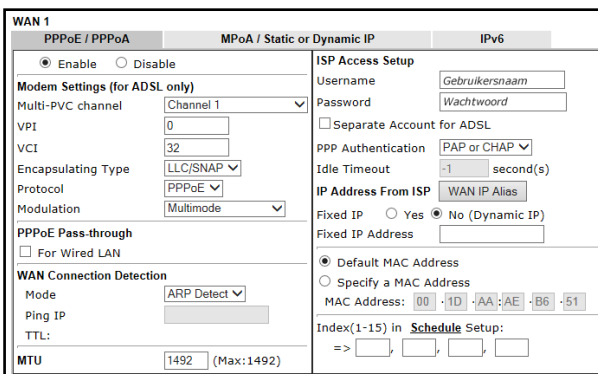 WAN 1
PPPoE / PPPoA MPoA / Static or Dynamic IP IPv6
Enable Disable
Modem Settings (for ADSL only)
Multi-PVC channel Channel 1
VPI 0
VCI 32
Encapsulating Type LLC/SNAP
Protocol PPPoE
Modulation Multimode
PPPoE Pass-through
For Wired LAN
WAN Connection Detection
Mode ARP Detect
Ping IP
TTL:
MTU 1492 (Max:1492)
ISP Access Setup
Username Gebruikersnaam
Password Wachtwoord
Separate Account for ADSL
PPP Authentication PAP or CHAP
Idle Timeout -1 second(s)
IP Address From ISP WAN IP Alias
Fixed IP Yes No (Dynamic IP)
Fixed IP Address
Default MAC Address
Specify a MAC Address
MAC Address: 00 ·1D ·AA :AE ·B6 ·51
Index(1-15) in Schedule Setup:
=> , , ,